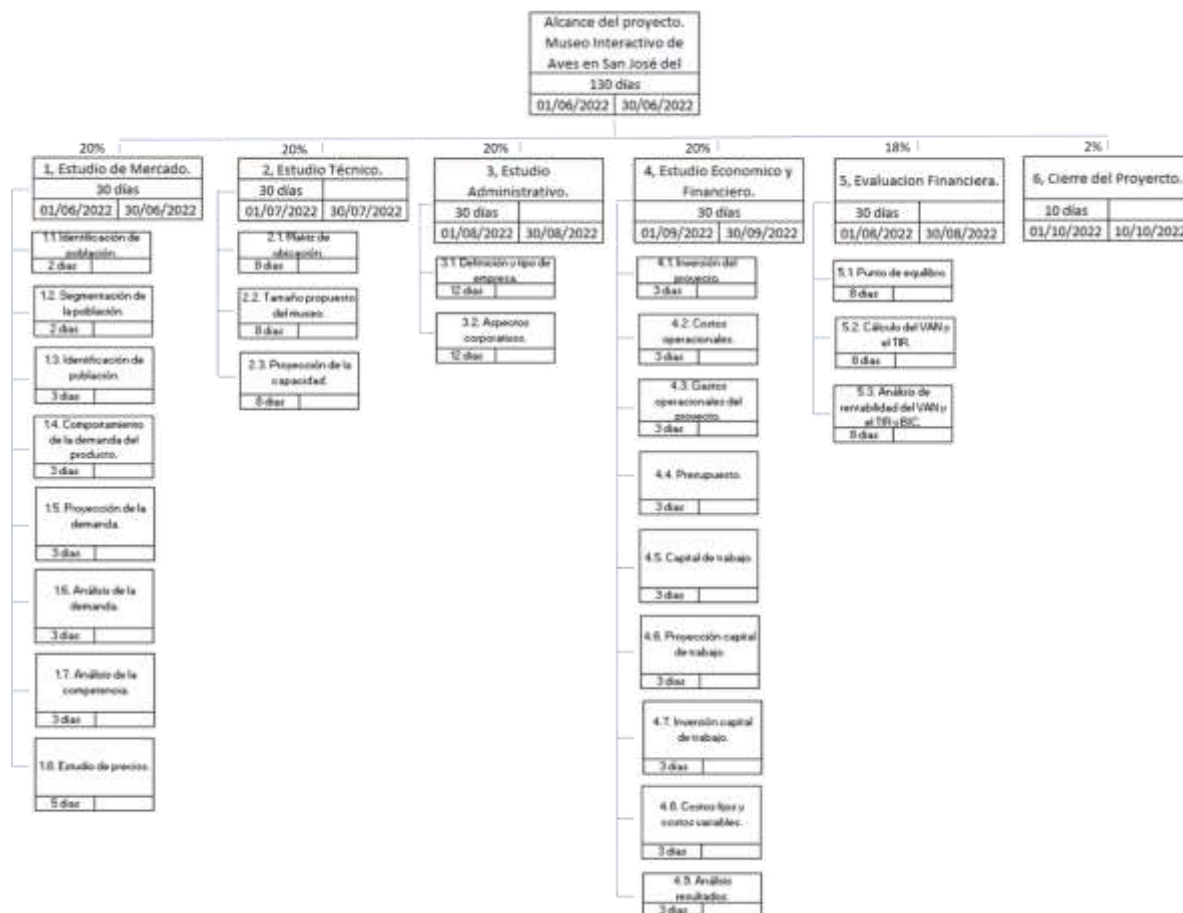 Alcance del proyecto.
Museo Interactivo de
Aves en San José del
130 días
01/06/2022 30/06/2022
20% 20% 20% 20% 18% 2%
1, Estudio de Mercado.
30 días
01/06/2022 30/06/2022
1.1. Identificación de
población.
2 días
1.2. Segmentación de
la población.
2 días
1.3. Identificación de
población.
3 días
1.4. Comportamiento
de la demanda del
producto.
3 días
1.5. Proyección de la
demanda.
3 días
1.6. Análisis de la
demanda.
3 días
1.7. Análisis de la
competencia.
3 días
1.8. Estudio de precios.
5 días
2, Estudio Técnico.
30 días
01/07/2022 30/07/2022
2.1. Matriz de
ubicación.
8 días
2.2. Tamaño propuesto
del museo.
8 días
2.3. Proyección de la
capacidad.
8 días
3, Estudio
Administrativo.
30 días
01/08/2022 30/08/2022
3.1. Definición y tipo de
empresa.
12 días
3.2. Aspectos
corporativos.
12 días
4, Estudio Economico y
Financiero.
30 días
01/09/2022 30/09/2022
4.1. Inversión del
proyecto.
3 días
4.2. Costos
operacionales.
3 días
4.3. Gastos
operacionales del
proyecto.
3 días
4.4. Presupuesto.
3 días
4.5. Capital de trabajo.
3 días
4.6. Proyección capital
de trabajo.
3 días
4.7. Inversión capital
de trabajo.
3 días
4.8. Costos fijos y
costos variables.
3 días
4.9. Análisis
resultados.
3 días
5, Evaluacion Financiera.
30 días
01/08/2022 30/08/2022
5.1. Punto de equilibro.
8 días
5.2. Cálculo del VAN y
el TIR.
8 días
5.3. Análisis de
rentabilidad del VAN y
el TIR y B/C.
8 días
6, Cierre del Proyercto.
10 días
01/10/2022 10/10/2022